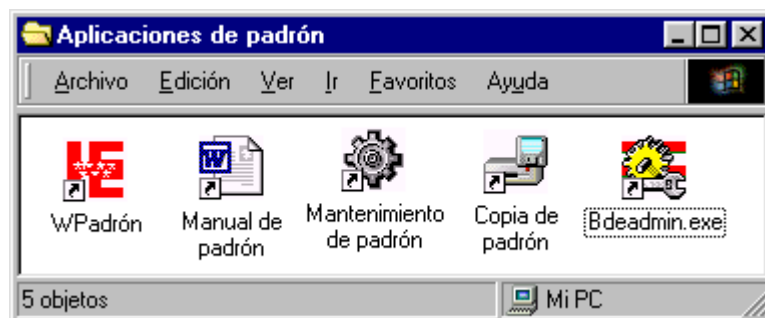 Aplicaciones de padrón
Archivo Edición Ver Ir Favoritos Ayuda
WPadrón
Manual de
padrón
Mantenimiento
de padrón
Copia de
padrón
Bdeadmin.exe
5 objetos
Mi PC